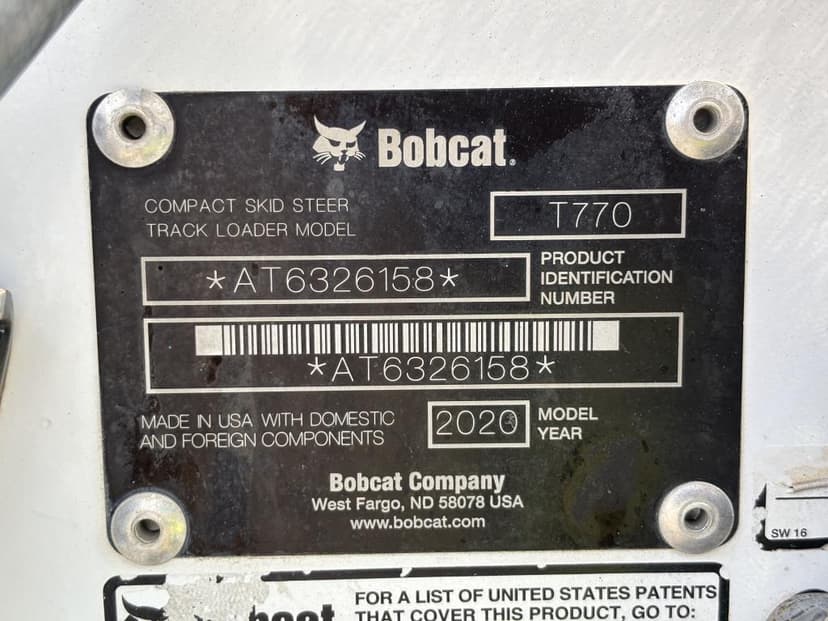 Bobcat.
COMPACT SKID STEER
TRACK LOADER MODEL
T770
*AT6326158*
PRODUCT
IDENTIFICATION
NUMBER
*AT6326158*
MADE IN USA WITH DOMESTIC
AND FOREIGN COMPONENTS
2020
MODEL
YEAR
Bobcat Company
West Fargo, ND 58078 USA
www.bobcat.com
SW 16
bobcat
FOR A LIST OF UNITED STATES PATENTS
THAT COVER THIS PRODUCT, GO TO: